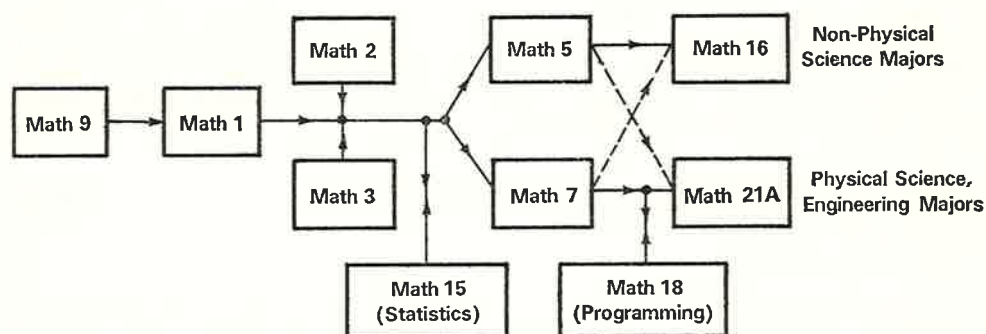 Math 9
Math 1
Math 2
Math 3
Math 15
(Statistics)
Math 5
Math 7
Math 18
(Programming)
Math 16
Math 21A
Non-Physical
Science Majors
Physical Science,
Engineering Majors